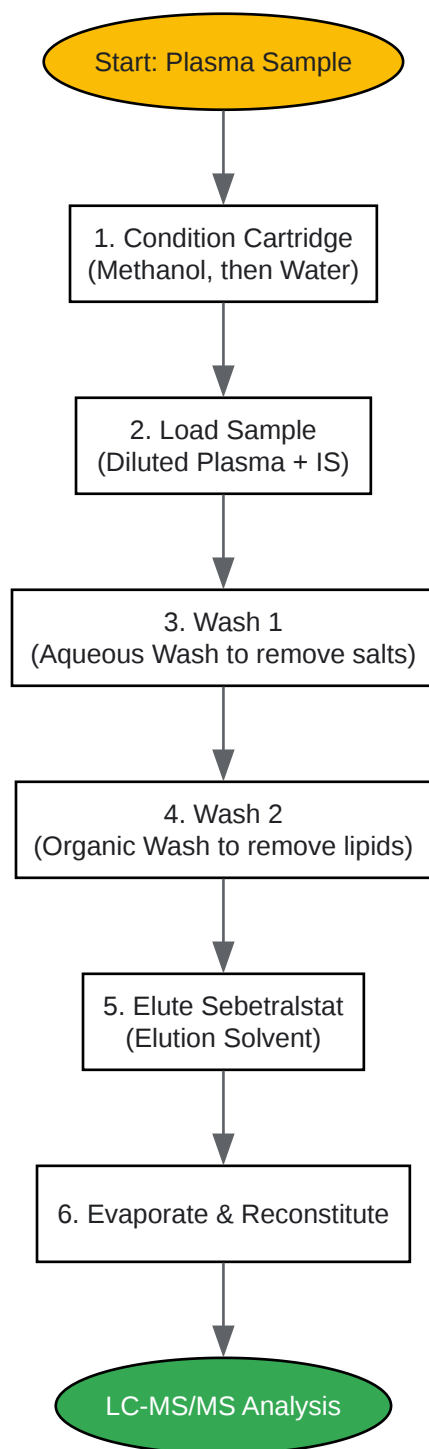 Start: Plasma Sample
1. Condition Cartridge
(Methanol, then Water)
2. Load Sample
(Diluted Plasma + IS)
3. Wash 1
(Aqueous Wash to remove salts)
4. Wash 2
(Organic Wash to remove lipids)
5. Elute Sebetralstat
(Elution Solvent)
6. Evaporate & Reconstitute
LC-MS/MS Analysis